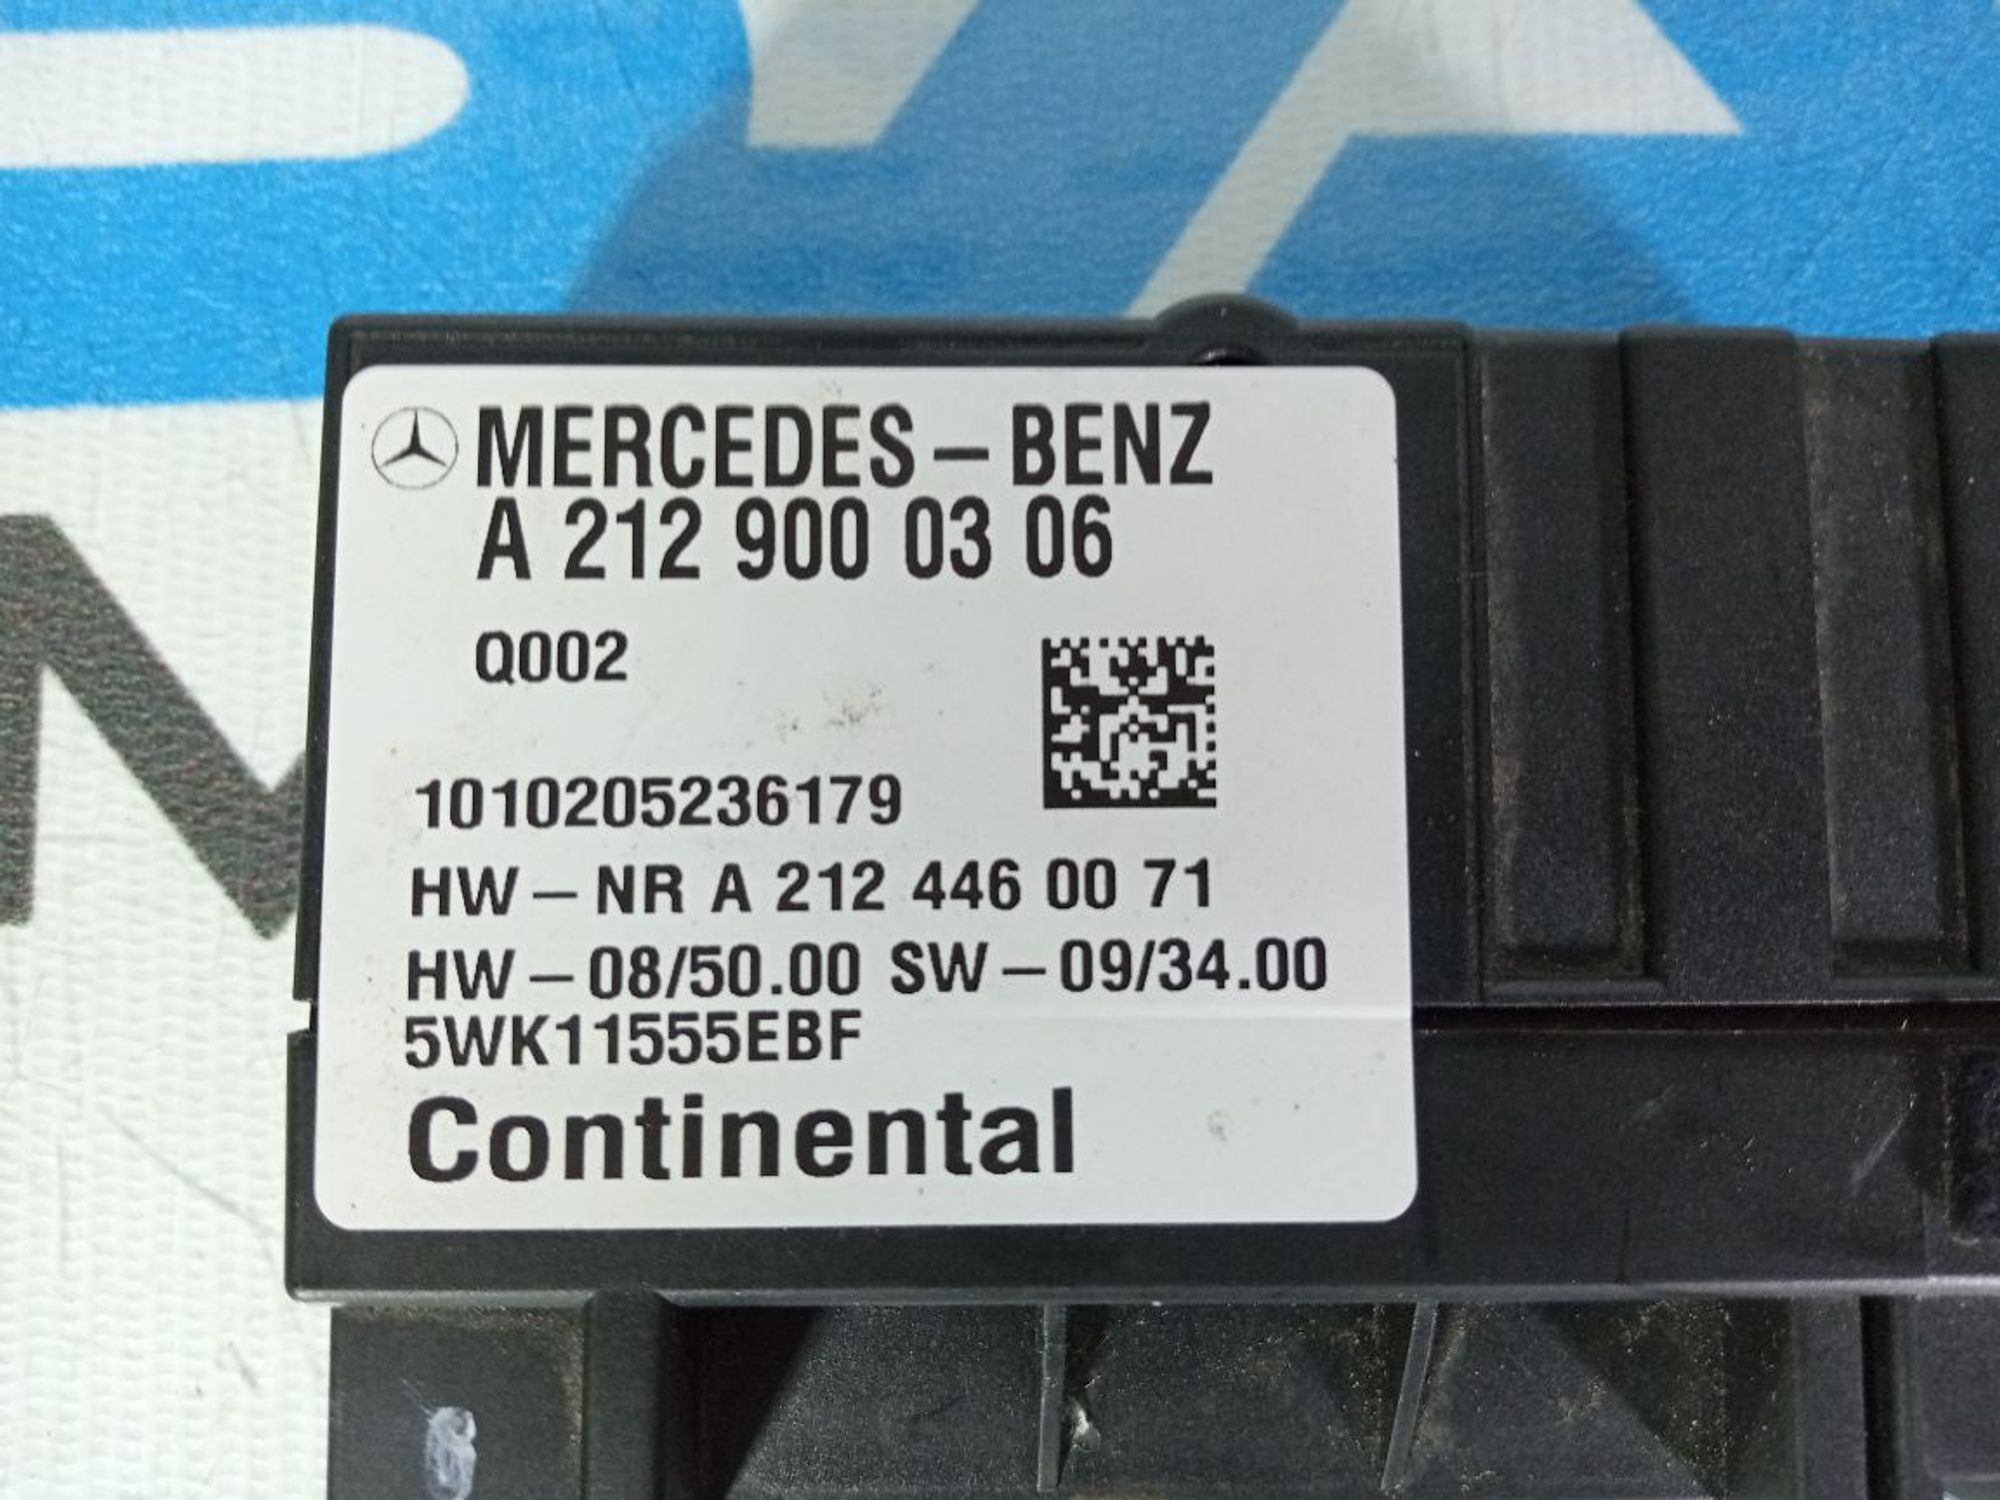 MERCEDES-BENZ
A 212 900 03 06
Q002
1010205236179
HW-NR A 212 446 00 71
HW-08/50.00 SW-09/34.00
5WK11555EBF
Continental